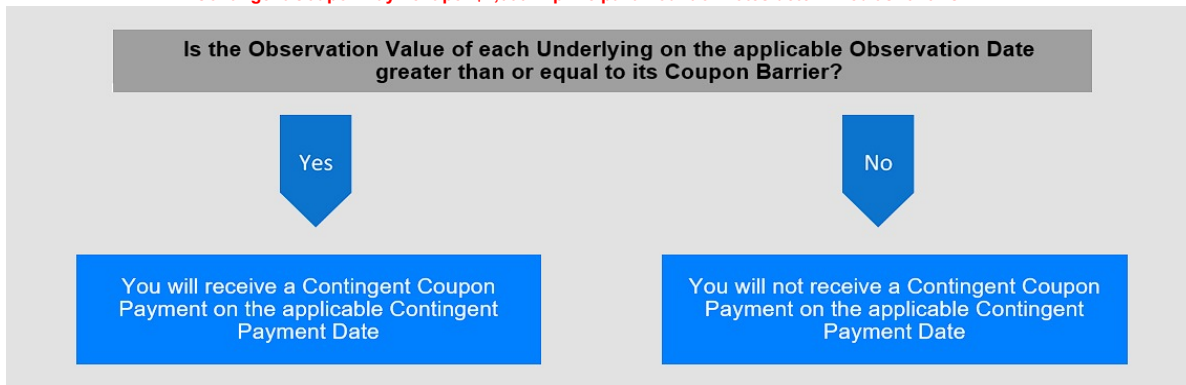 Is the Observation Value of each Underlying on the applicable Observation Date
greater than or equal to its Coupon Barrier?
Yes
No
You will receive a Contingent Coupon
Payment on the applicable Contingent
Payment Date
You will not receive a Contingent Coupon
Payment on the applicable Contingent
Payment Date